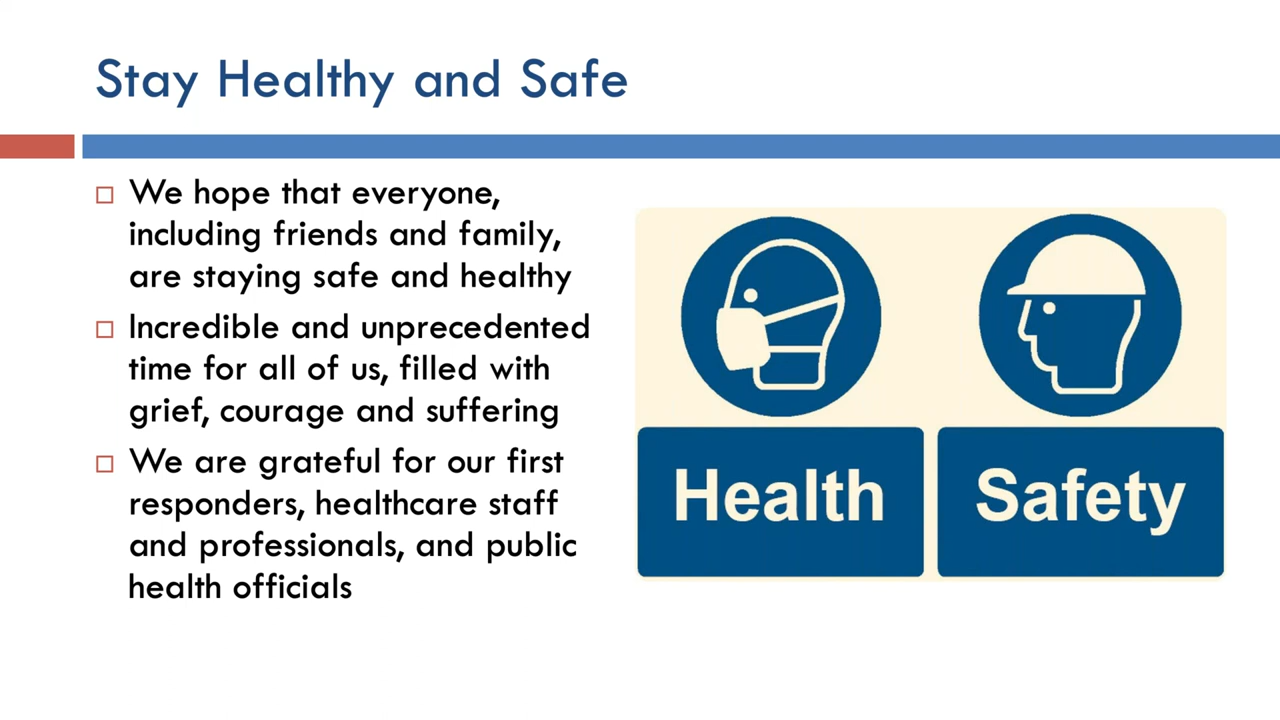 Stay Healthy and Safe
We hope that everyone,
including friends and family,
are staying safe and healthy
Incredible and unprecedented
time for all of us, filled with
grief, courage and suffering
We are grateful for our first
responders, healthcare staff
and professionals, and public
health officials
Health
Safety